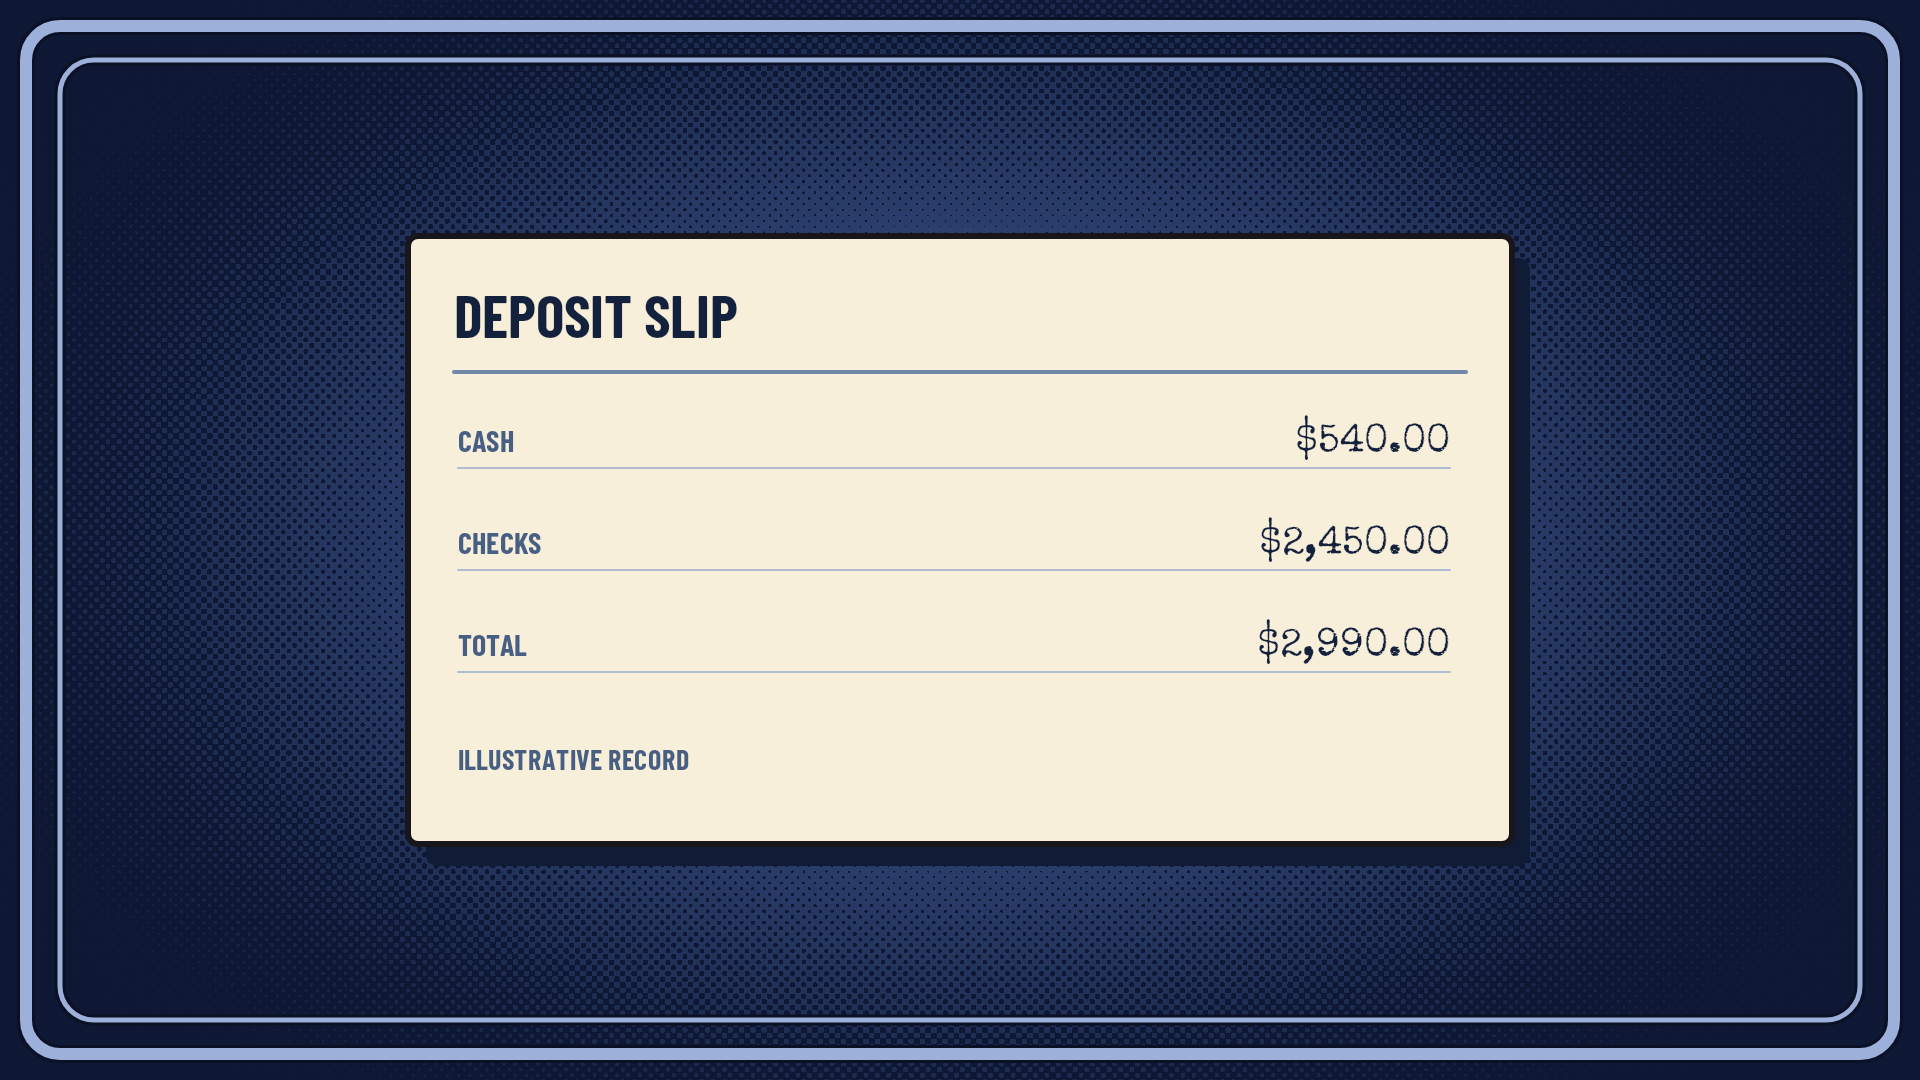 DEPOSIT SLIP
CASH $540.00
CHECKS $2,450.00
TOTAL $2,990.00
ILLUSTRATIVE RECORD